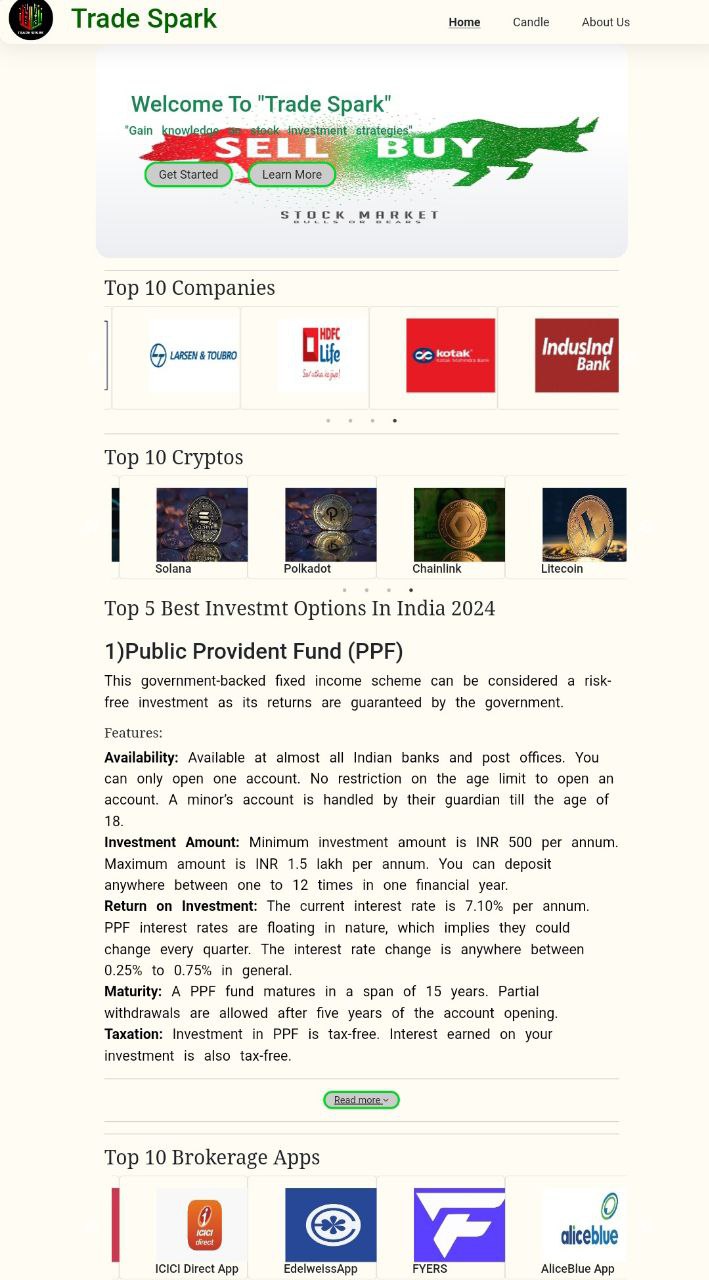 TRADE SPARK
Trade Spark
Home Candle About Us
Welcome To "Trade Spark"
"Gain knowledge on stock investment strategies"
SELL BUY
Get Started Learn More
STOCK MARKET
BULLS OR BEARS
Top 10 Companies
LARSEN & TOUBRO
HDFC
Life
Sar utha ke jiyo!
kotak
Kotak Mahindra Bank
IndusInd
Bank
Top 10 Cryptos
Solana Polkadot Chainlink Litecoin
Top 5 Best Investmt Options In India 2024
1)Public Provident Fund (PPF)
This government-backed fixed income scheme can be considered a risk-
free investment as its returns are guaranteed by the government.
Features:
Availability: Available at almost all Indian banks and post offices. You
can only open one account. No restriction on the age limit to open an
account. A minor’s account is handled by their guardian till the age of
18.
Investment Amount: Minimum investment amount is INR 500 per annum.
Maximum amount is INR 1.5 lakh per annum. You can deposit
anywhere between one to 12 times in one financial year.
Return on Investment: The current interest rate is 7.10% per annum.
PPF interest rates are floating in nature, which implies they could
change every quarter. The interest rate change is anywhere between
0.25% to 0.75% in general.
Maturity: A PPF fund matures in a span of 15 years. Partial
withdrawals are allowed after five years of the account opening.
Taxation: Investment in PPF is tax-free. Interest earned on your
investment is also tax-free.
Read more
Top 10 Brokerage Apps
ICICI
direct
aliceblue
ICICI Direct App EdelweissApp FYERS AliceBlue App